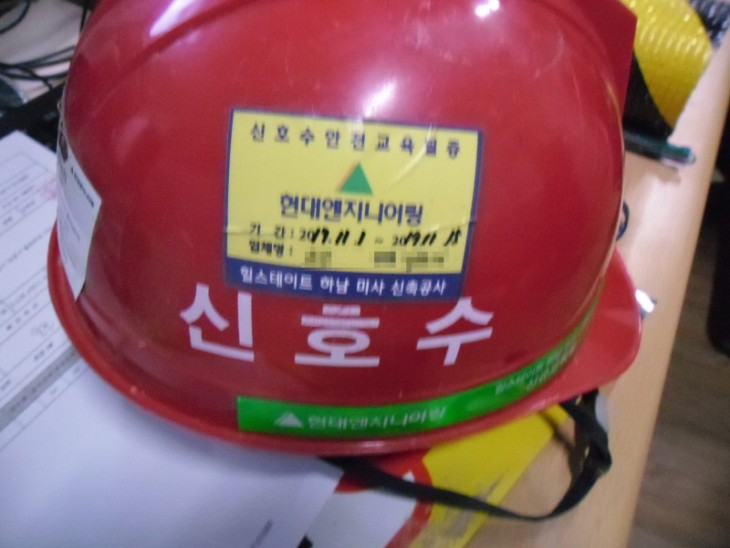 신호수안전교육필증
현대엔지니어링
기 간 : 2019.11.1 ~ 2019.11.15
업체명 :
힐스테이트 하남 미사 신축공사
신호수
현대엔지니어링